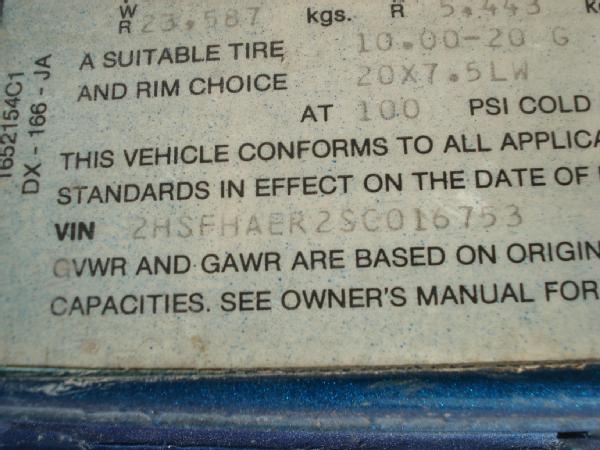 W
R 23.587 kgs. R 5.443
A SUITABLE TIRE 10.00-20 G
AND RIM CHOICE 20X7.5LW
AT 100 PSI COLD
THIS VEHICLE CONFORMS TO ALL APPLICA
STANDARDS IN EFFECT ON THE DATE OF
VIN 2HSFHAER2SC016753
GVWR AND GAWR ARE BASED ON ORIGIN
CAPACITIES. SEE OWNER'S MANUAL FOR
1652154C1
DX - 166 - JA